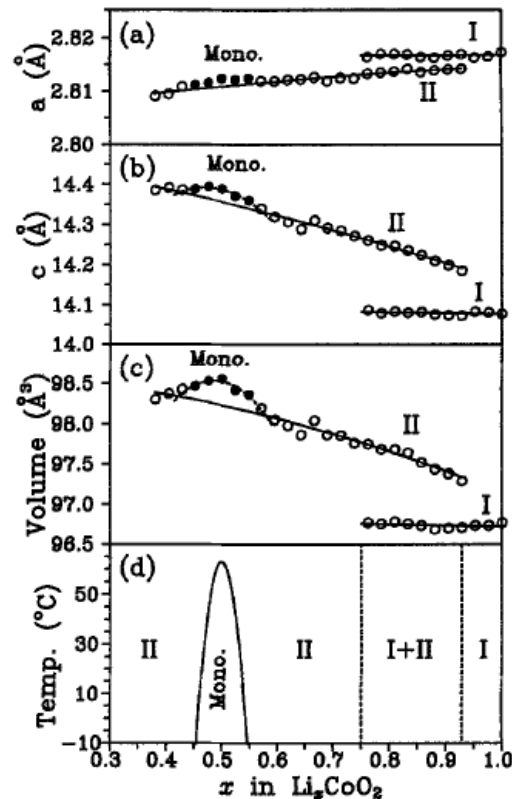 a (Å)
2.82
2.81
2.80
(a)
Mono.
I
II
c (Å)
14.4
14.3
14.2
14.1
14.0
(b)
Mono.
II
I
Volume (Å³)
98.5
98.0
97.5
97.0
96.5
(c)
Mono.
II
I
Temp. (°C)
50
30
10
-10
(d)
II
Mono.
II
I+II
I
0.3 0.4 0.5 0.6 0.7 0.8 0.9 1.0
x in LixCoO2